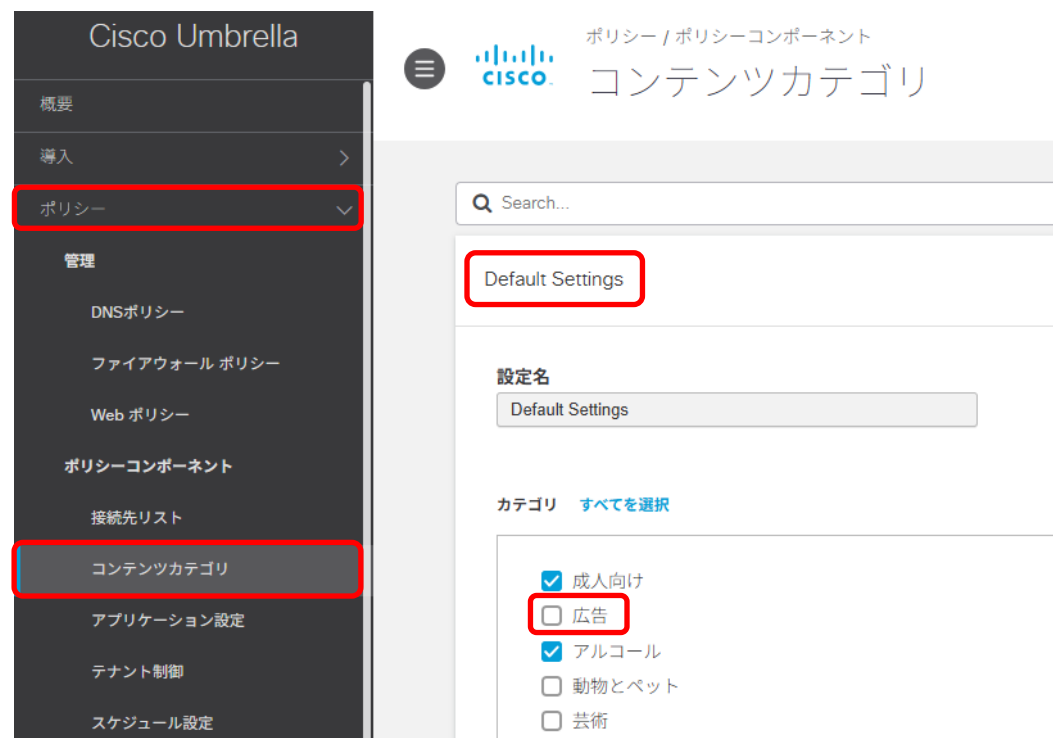 Cisco Umbrella
概要
導入
ポリシー
管理
DNSポリシー
ファイアウォール ポリシー
Web ポリシー
ポリシーコンポーネント
接続先リスト
コンテンツカテゴリ
アプリケーション設定
テナント制御
スケジュール設定
CISCO
ポリシー / ポリシーコンポーネント
コンテンツカテゴリ
Search...
Default Settings
設定名
Default Settings
カテゴリ すべてを選択
成人向け
広告
アルコール
動物とペット
芸術